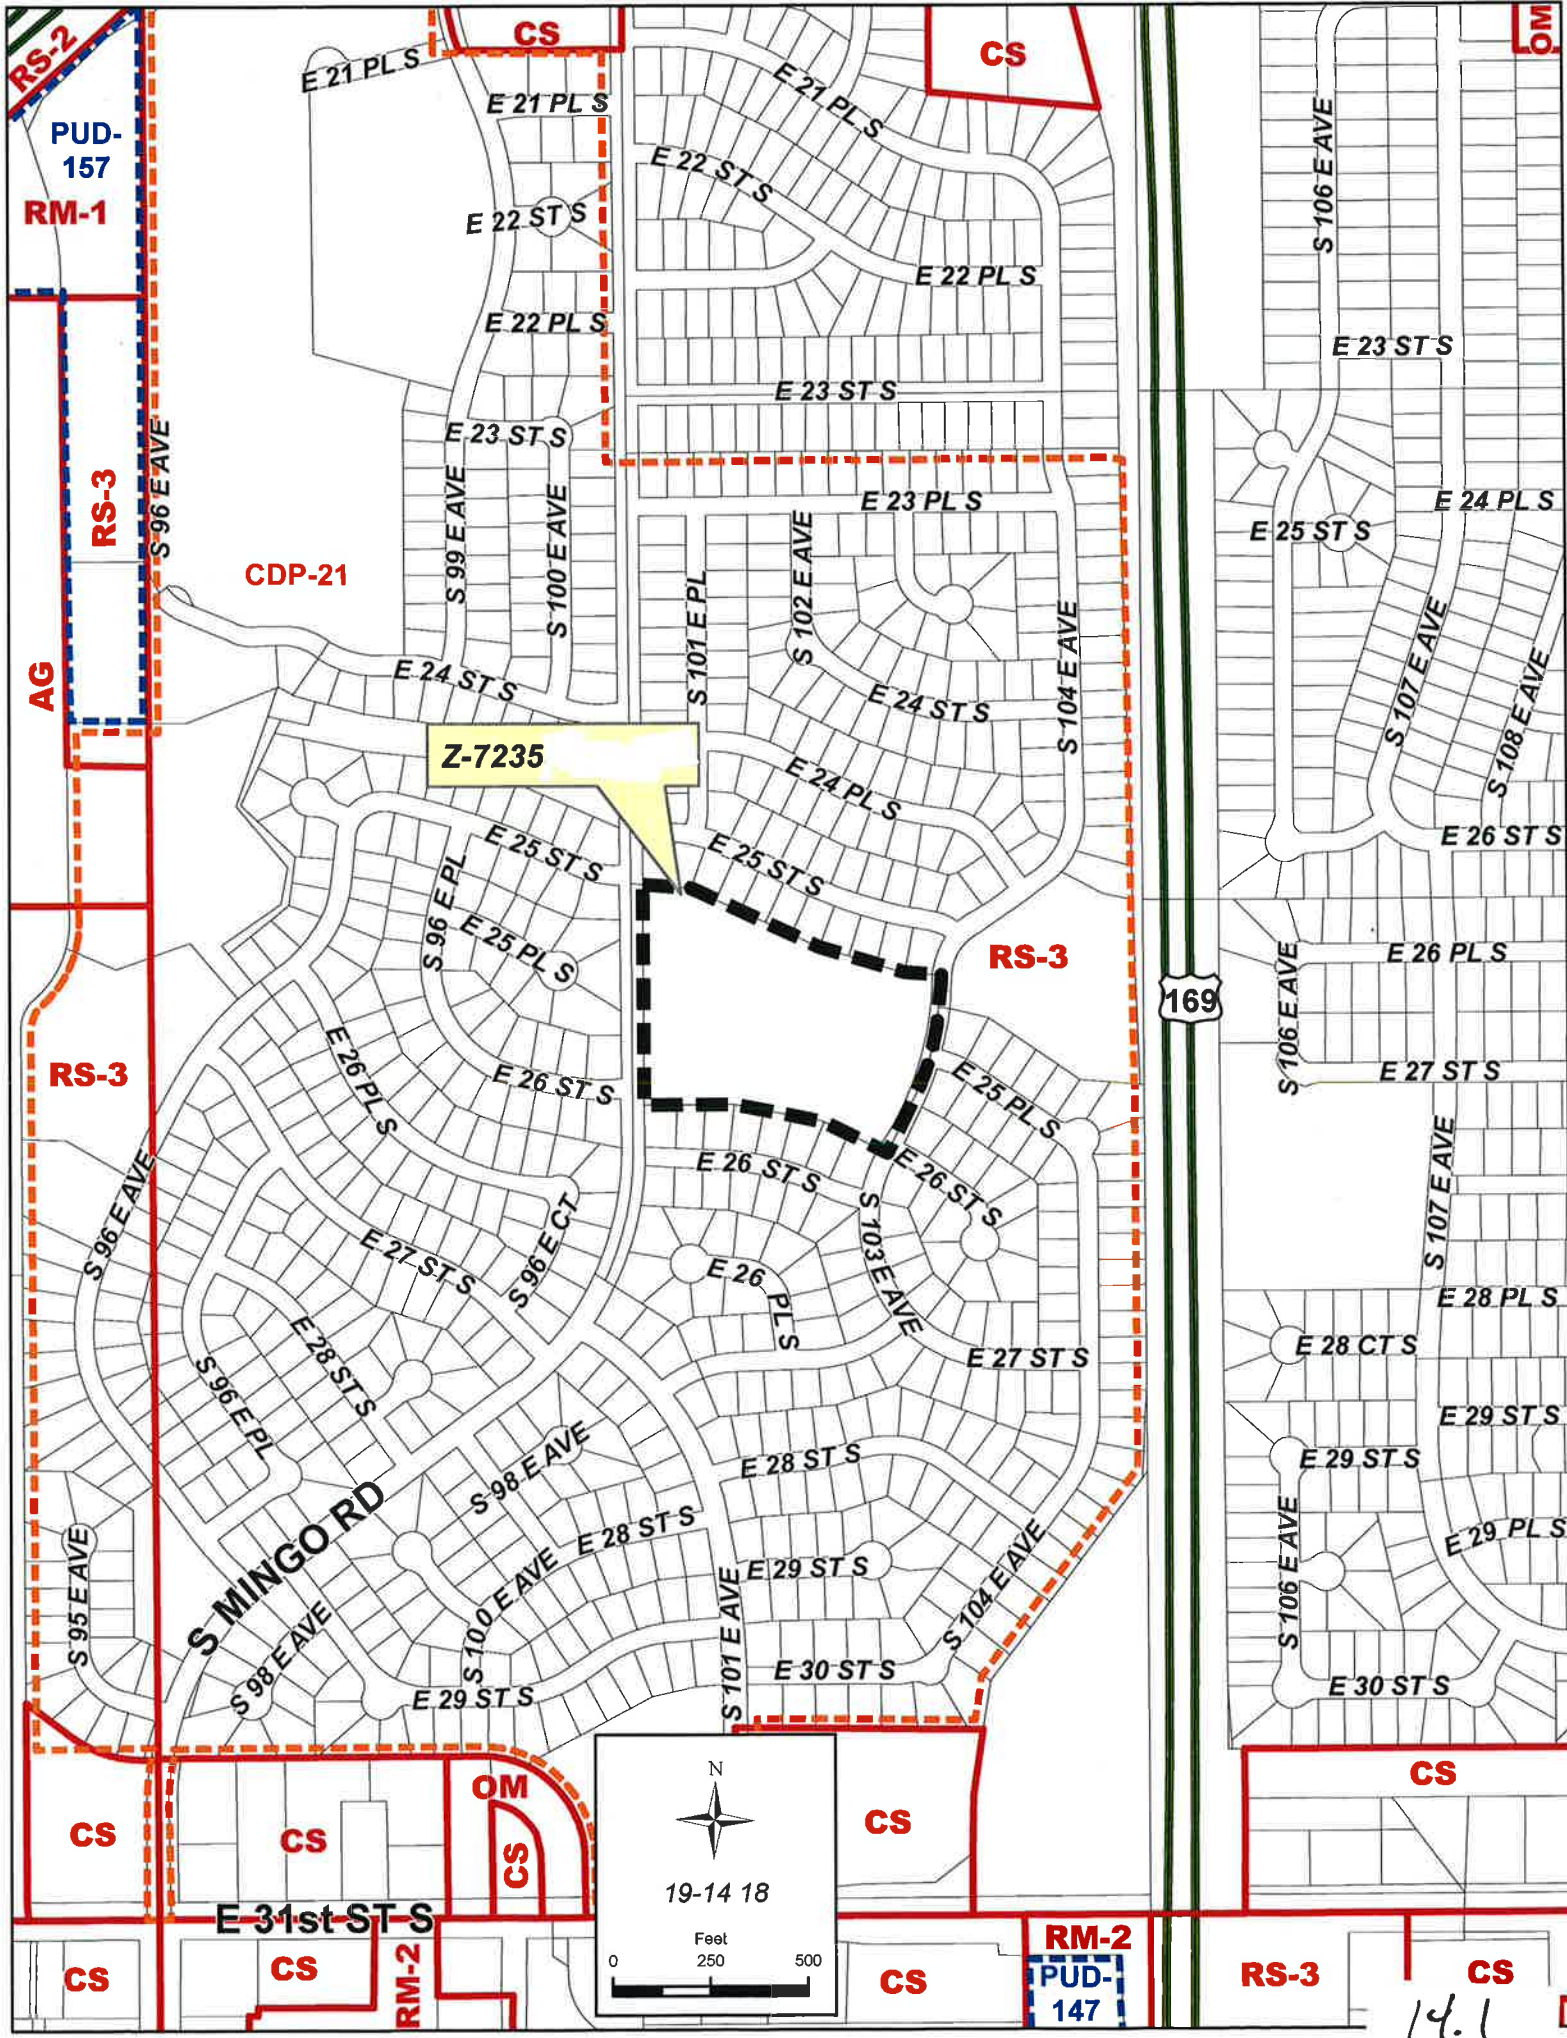 RS-2
CS
CS
OM
E 21 PL S
E 21 PL S
E 21 PL S
PUD-
157
RM-1
E 22 ST S
E 22 ST S
S 106 E AVE
E 22 PL S
E 22 PL S
E 23 ST S
E 23 ST S
E 23 ST S
S 96 E AVE
RS-3
S 99 E AVE
S 100 E AVE
E 23 PL S
S 102 E AVE
E 24 PL S
E 25 ST S
CDP-21
S 101 E PL
S 104 E AVE
S 107 E AVE
S 108 E AVE
AG
E 24 ST S
E 24 ST S
Z-7235
E 24 PL S
E 25 ST S
E 25 ST S
E 26 ST S
S 96 E PL
E 25 PL S
RS-3
169
S 106 E AVE
E 26 PL S
RS-3
E 26 PL S
E 26 ST S
E 25 PL S
E 27 ST S
S 96 E AVE
E 26 ST S
E 26 ST S
S 107 E AVE
S 96 E CT
E 27 ST S
S 103 E AVE
E 26
PL S
E 28 PL S
E 28 ST S
E 28 CT S
S 96 E PL
E 27 ST S
E 29 ST S
S 98 E AVE
E 28 ST S
E 29 ST S
S MINGO RD
E 28 ST S
S 95 E AVE
S 100 E AVE
E 29 ST S
S 104 E AVE
S 106 E AVE
E 29 PL S
S 98 E AVE
S 101 E AVE
E 29 ST S
E 30 ST S
E 30 ST S
N
19-14 18
Feet
0 250 500
OM
CS
CS
CS
CS
CS
E 31st ST S
CS
CS
RM-2
CS
RM-2
PUD-
147
RS-3
CS
14.1